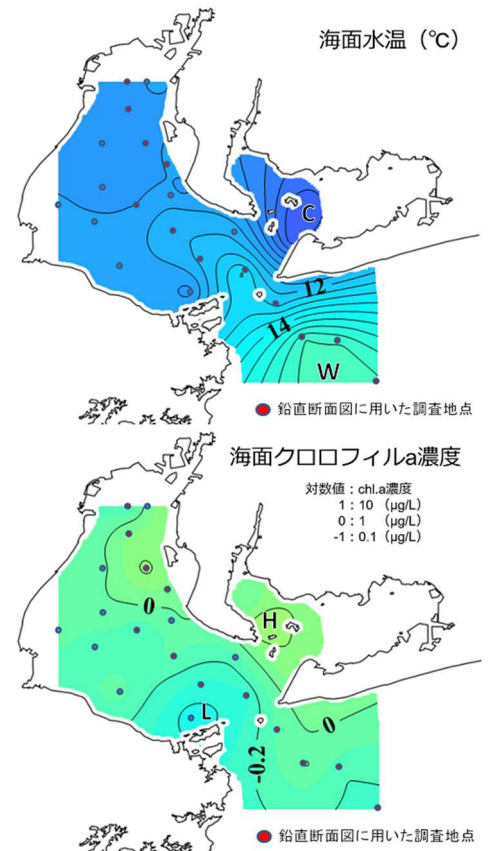 海面水温（℃）
C
12
14
W
鉛直断面図に用いた調査地点
海面クロロフィルa濃度
対数値：chl.a濃度
1：10 （μg/L）
0：1 （μg/L）
-1：0.1 （μg/L）
0
H
L
0
-0.2
鉛直断面図に用いた調査地点